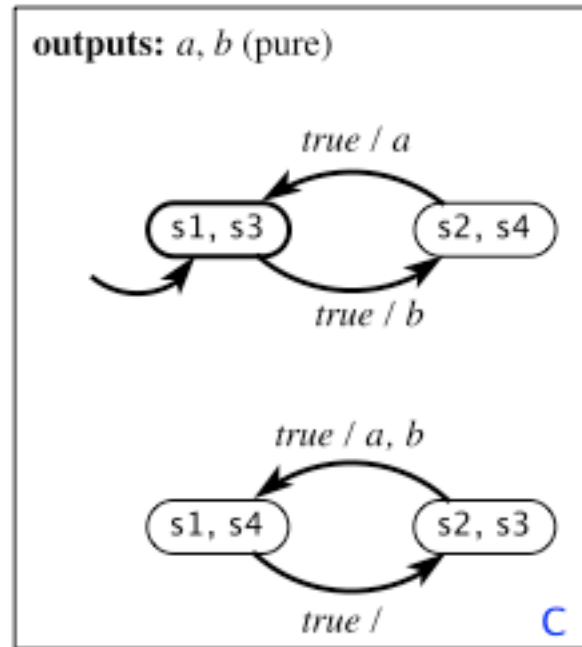 outputs: a, b (pure)
true / a
s1, s3
s2, s4
true / b
true / a, b
s1, s4
s2, s3
true /
C